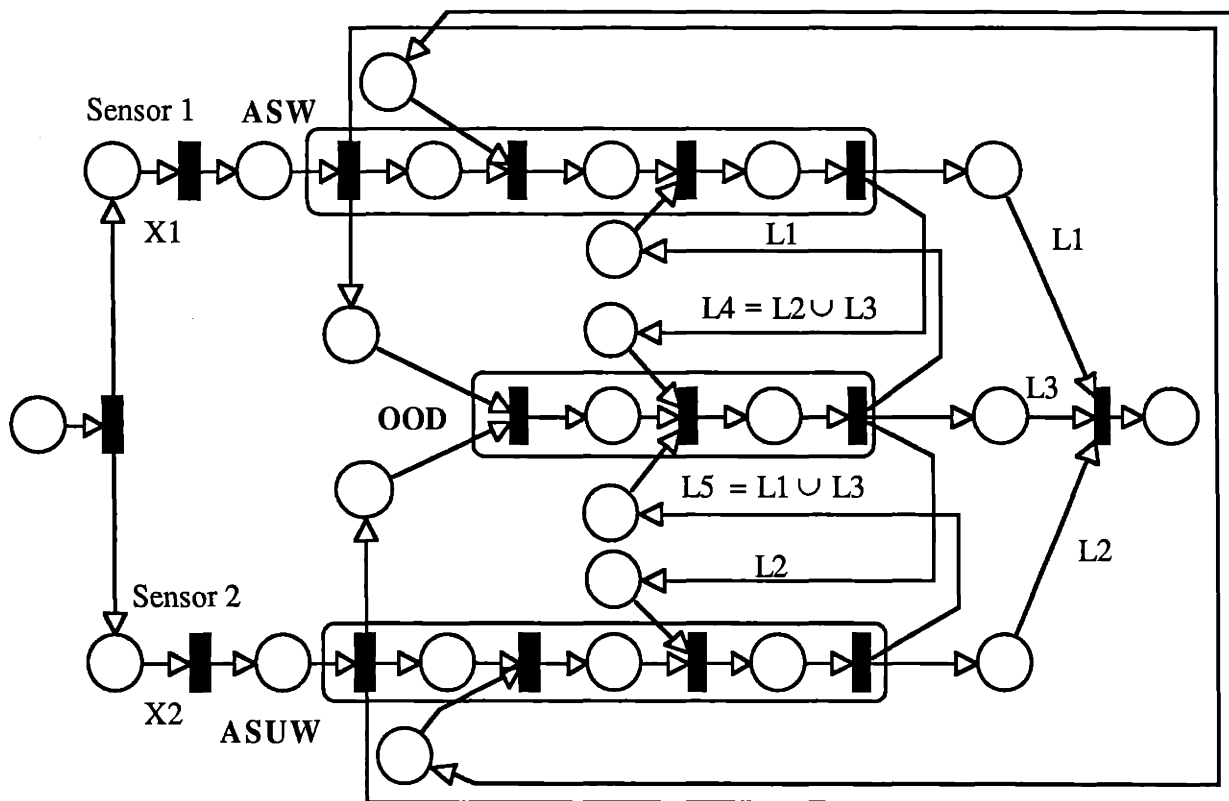 Sensor 1
ASW
X1
L1
L1
L4 = L2 ∪ L3
OOD
L3
L5 = L1 ∪ L3
L2
L2
Sensor 2
X2
ASUW